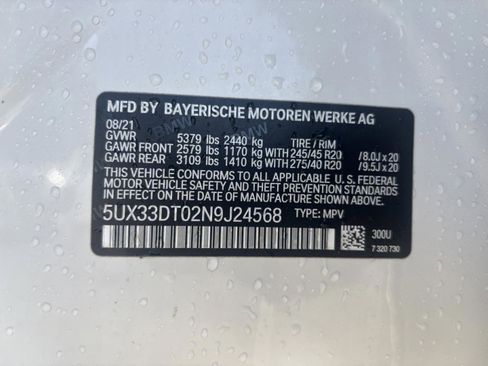 MFD BY BAYERISCHE MOTOREN WERKE AG
08/21
GVWR 5379 lbs 2440 kg TIRE / RIM
GAWR FRONT 2579 lbs 1170 kg WITH 245/45 R20 / 8.0J x 20
GAWR REAR 3109 lbs 1410 kg WITH 275/40 R20 / 9.5J x 20
THIS VEHICLE CONFORMS TO ALL APPLICABLE U.S. FEDERAL
MOTOR VEHICLE SAFETY STANDARDS
IN EFFECT ON THE DATE OF MANUFACTURE SHOWN ABOVE.
5UX33DT02N9J24568 TYPE: MPV
300U
7 320 730